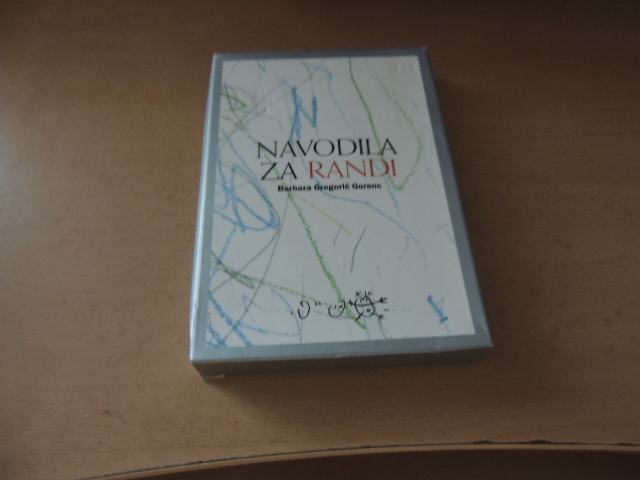 NAVODILA
ZA RANDI
Barbara Gregorič Gorenc